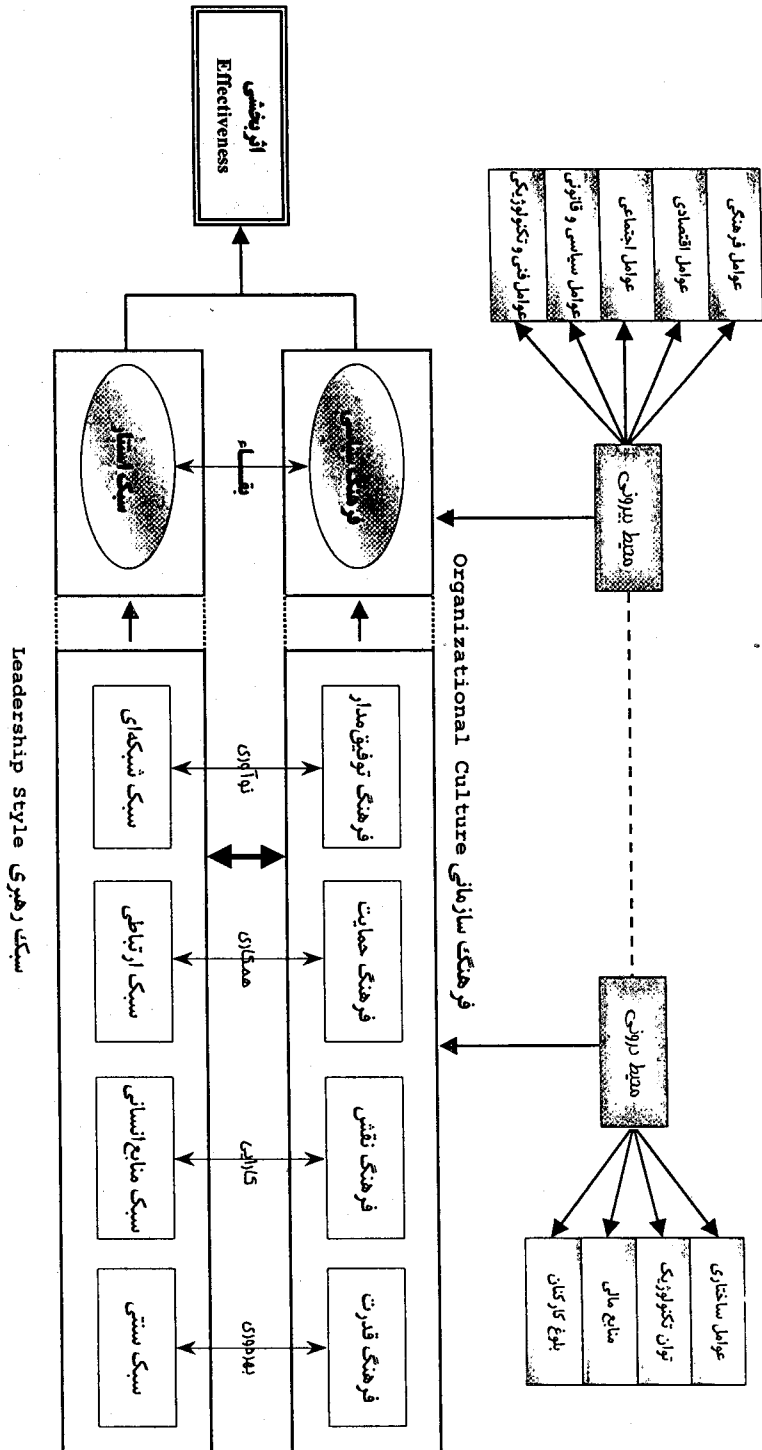 عوامل ساختاری
توان تکنولوژیک
منابع مالی
بلوغ کارکنان
محیط درونی
عوامل فرهنگی
عوامل اقتصادی
عوامل اجتماعی
عوامل سیاسی و قانونی
عوامل فنی و تکنولوژیکی
محیط بیرونی
فرهنگ سازمانی Organizational Culture
فرهنگ قدرت
فرهنگ نقش
فرهنگ حمایت
فرهنگ توفیق‌مدار
فرهنگ
بهره‌وری
کارایی
همکاری
نوآوری
بقاء
سبک سنتی
سبک منابع انسانی
سبک ارتباطی
سبک شبکه‌ای
سبک
اثربخشی
Effectiveness
سبک رهبری Leadership Style